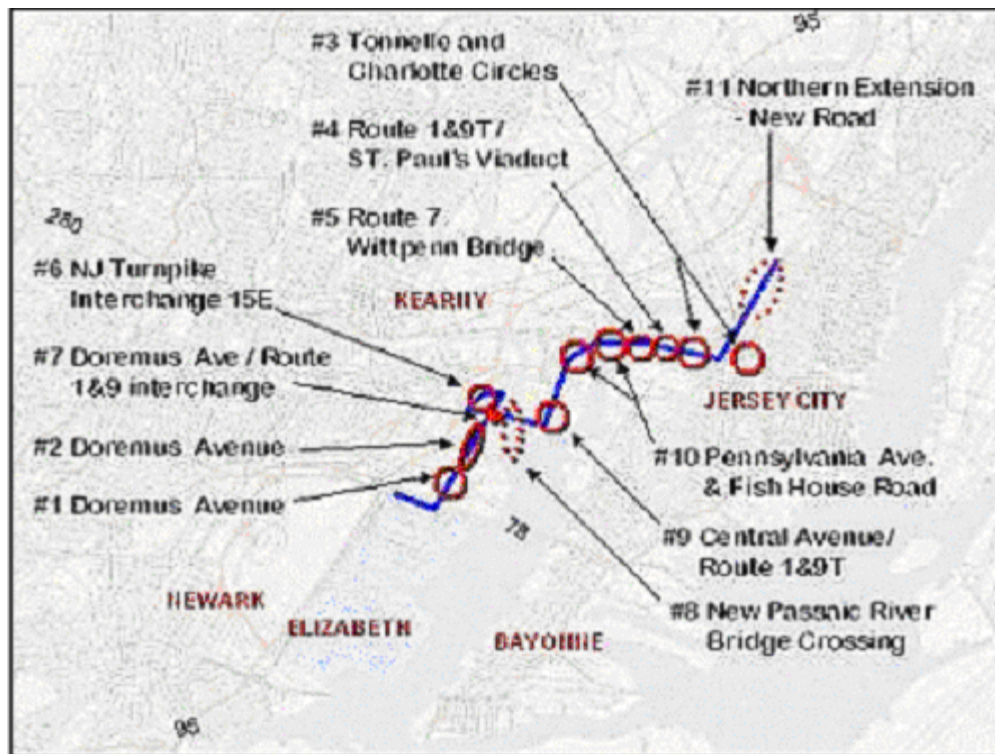 95
#3 Tonnelle and
Charlotte Circles
#11 Northern Extension
- New Road
#4 Route 1&9T /
ST. Paul's Viaduct
280
#5 Route 7
Wittpenn Bridge
#6 NJ Turnpike
Interchange 15E
KEARNY
#7 Doremus Ave / Route
1&9 interchange
JERSEY CITY
#2 Doremus Avenue
#10 Pennsylvania Ave.
& Fish House Road
#1 Doremus Avenue
78
#9 Central Avenue/
Route 1&9T
NEWARK
ELIZABETH
BAYONNE
#8 New Passaic River
Bridge Crossing
95